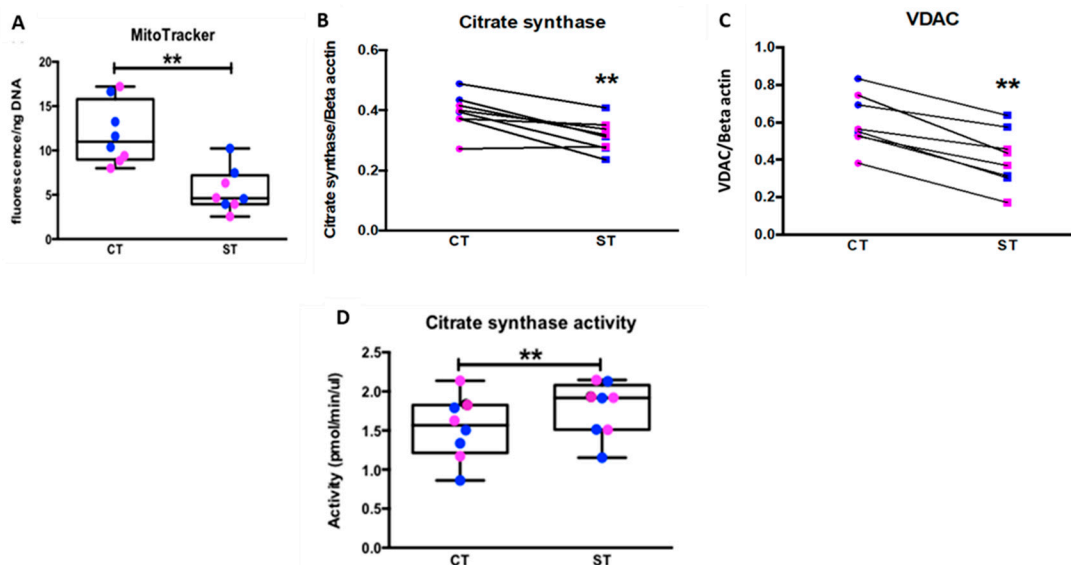 A
MitoTracker
**
fluorescence/ng DNA
20
15
10
5
0
CT
ST
B
Citrate synthase
**
Citrate synthase/Beta acctin
0.6
0.4
0.2
0.0
CT
ST
C
VDAC
**
VDAC/Beta actin
1.0
0.8
0.6
0.4
0.2
0.0
CT
ST
D
Citrate synthase activity
**
Activity (pmol/min/ul)
2.5
2.0
1.5
1.0
0.5
0.0
CT
ST